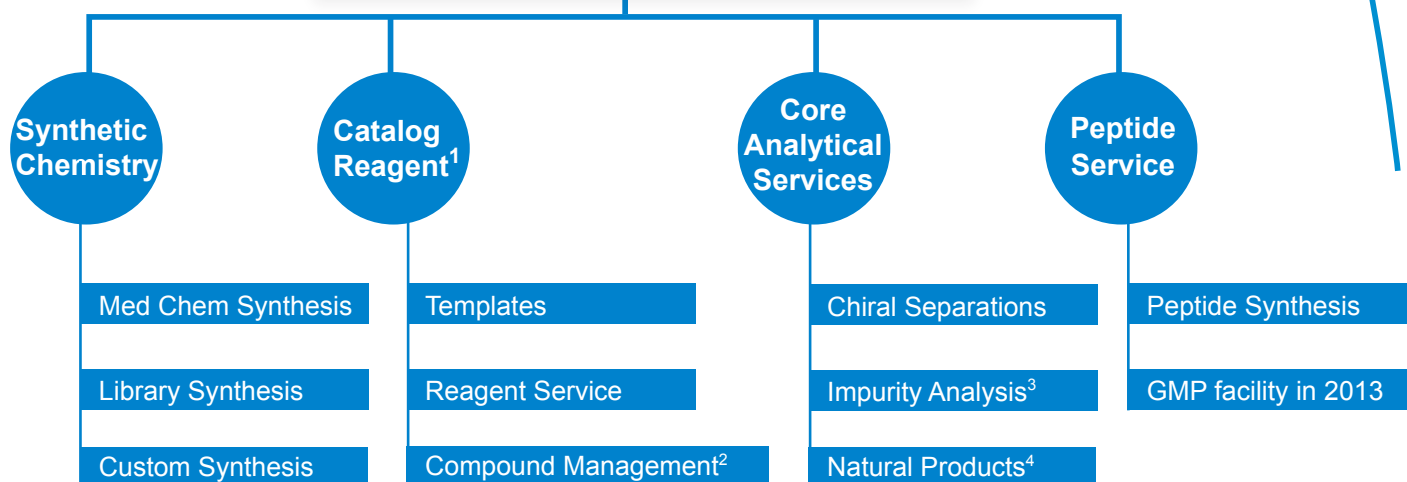 Synthetic
Chemistry
Catalog
Reagent¹
Core
Analytical
Services
Peptide
Service
Med Chem Synthesis
Templates
Chiral Separations
Peptide Synthesis
Library Synthesis
Reagent Service
Impurity Analysis³
GMP facility in 2013
Custom Synthesis
Compound Management²
Natural Products⁴